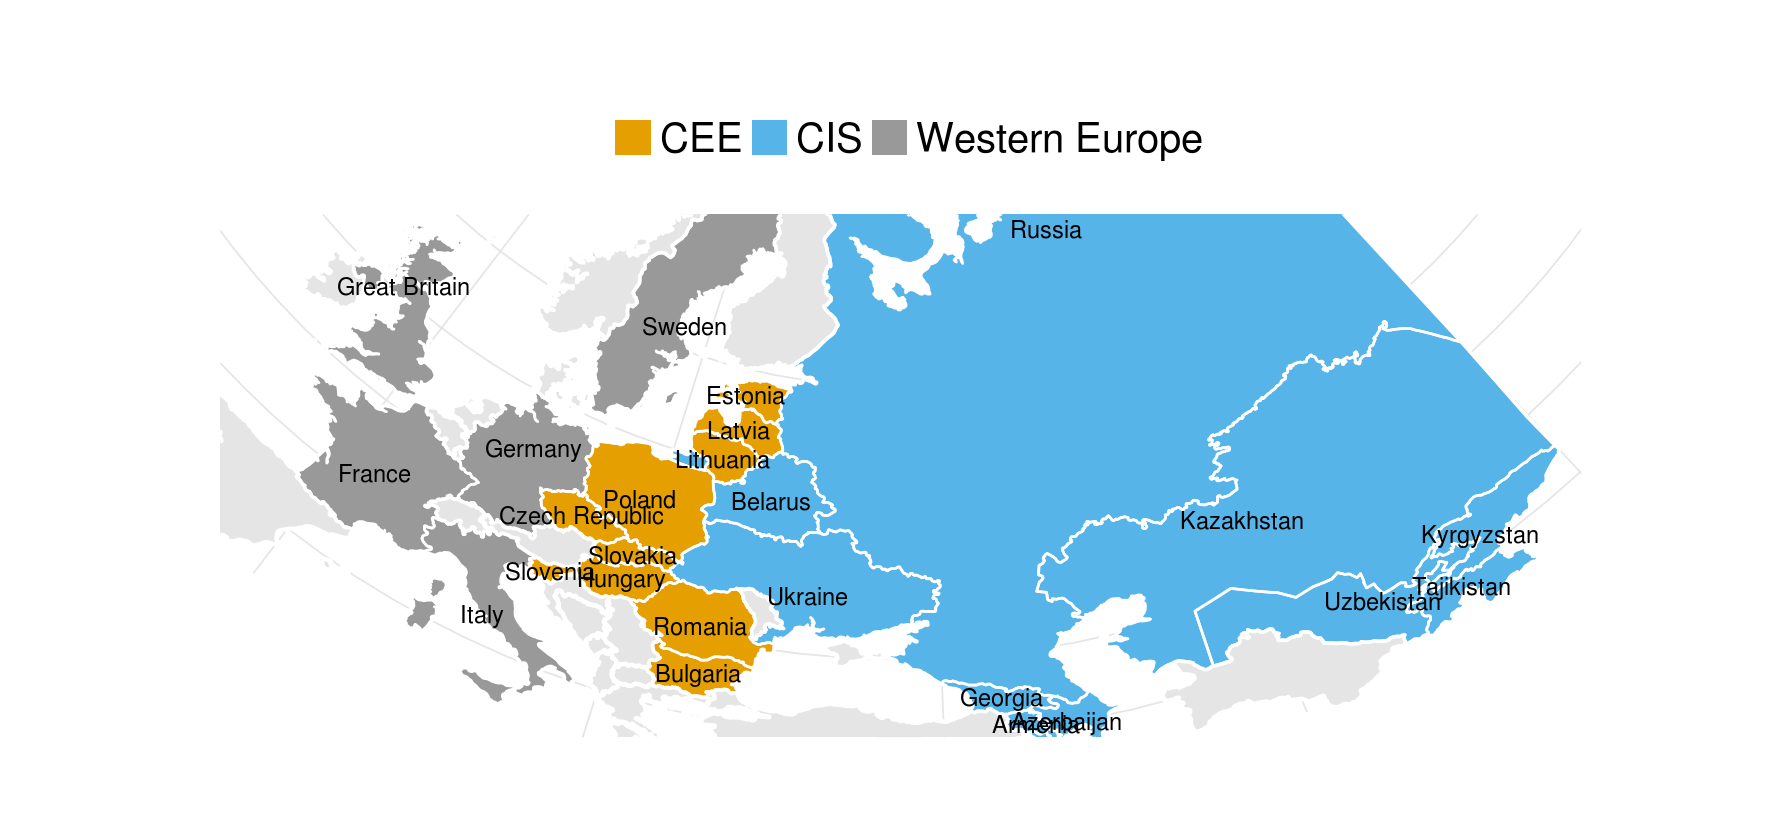 CEE CIS Western Europe
Russia
Great Britain
Sweden
Estonia
Latvia
Germany
Lithuania
France
Poland
Belarus
Czech Republic
Kazakhstan
Kyrgyzstan
Slovakia
Slovenia
Hungary
Tajikistan
Ukraine
Uzbekistan
Italy
Romania
Bulgaria
Georgia
Azerbaijan
Armenia